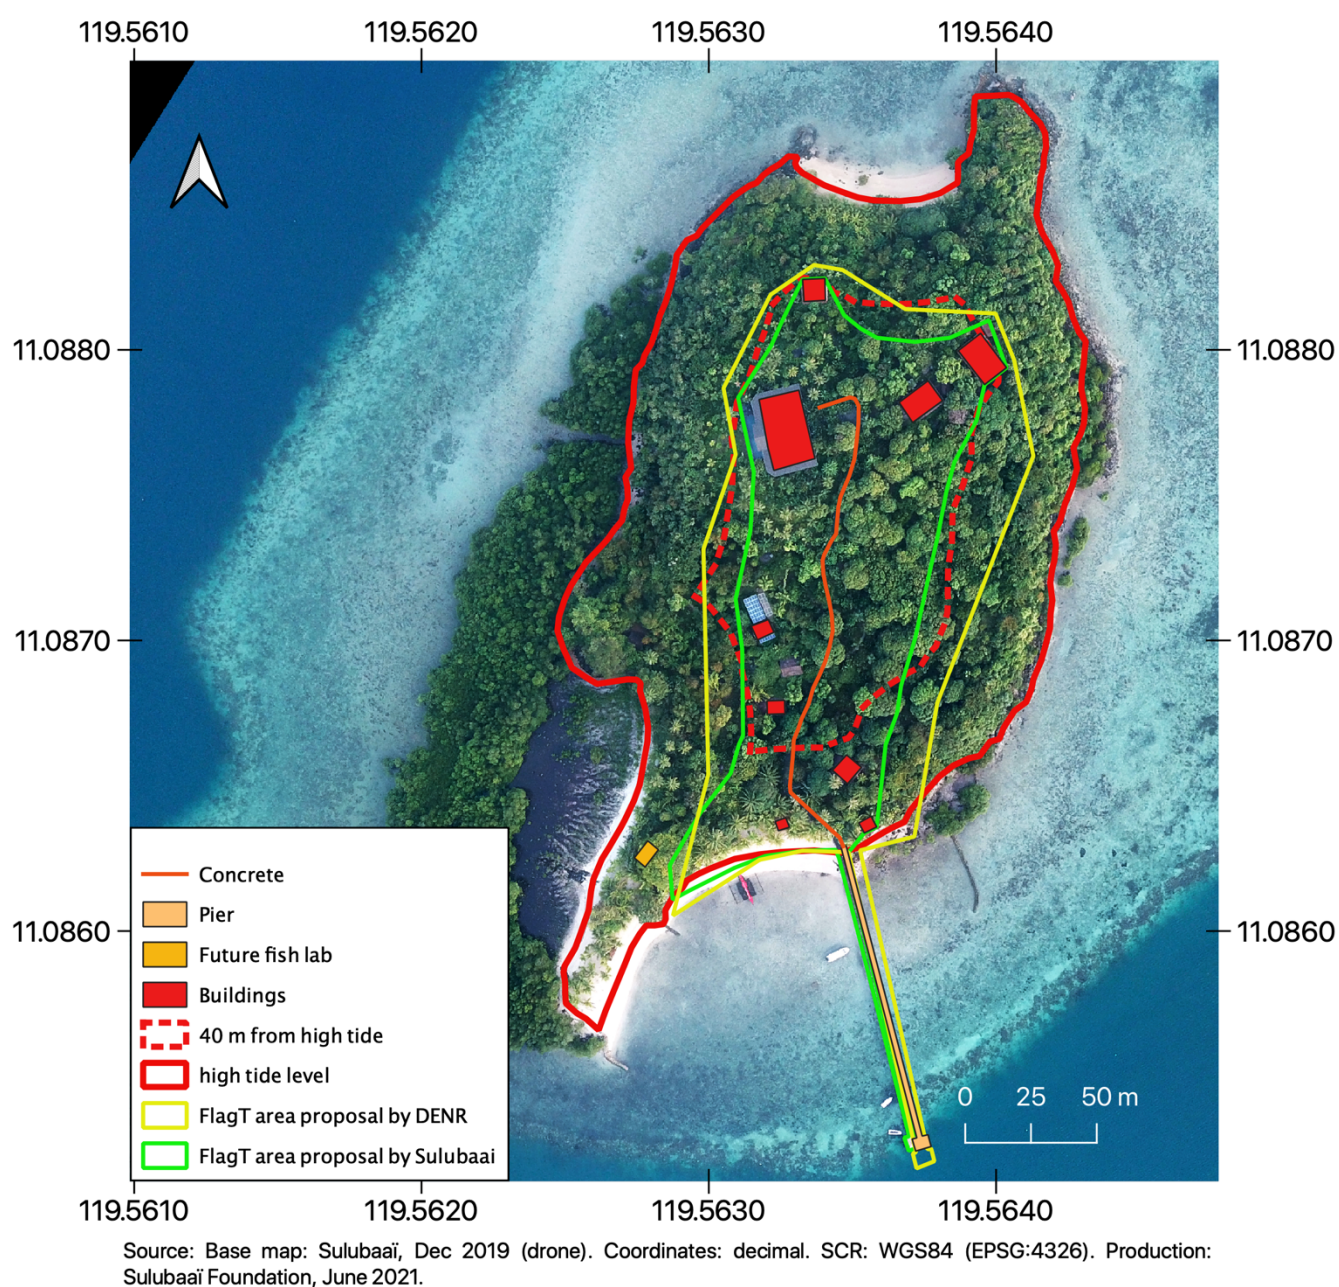 119.5610 119.5620 119.5630 119.5640
11.0880 11.0880
11.0870 11.0870
11.0860 11.0860
Concrete
Pier
Future fish lab
Buildings
40 m from high tide
high tide level
FlagT area proposal by DENR
FlagT area proposal by Sulubaai
0 25 50 m
119.5610 119.5620 119.5630 119.5640
Source: Base map: Sulubaaï, Dec 2019 (drone). Coordinates: decimal. SCR: WGS84 (EPSG:4326). Production:
Sulubaaï Foundation, June 2021.